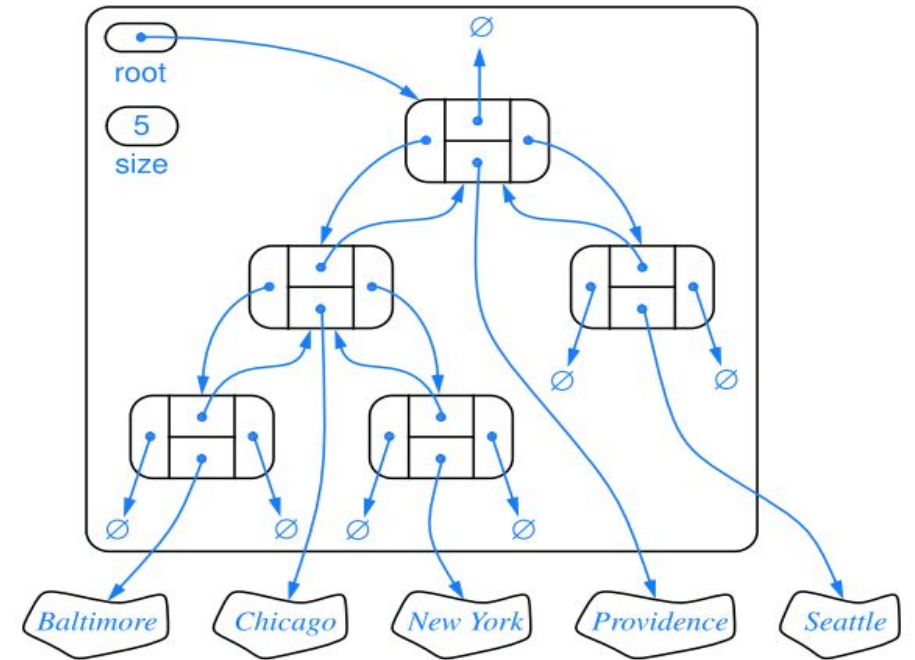 ∅
root
5
size
∅ ∅
∅ ∅ ∅ ∅
Baltimore Chicago New York Providence Seattle